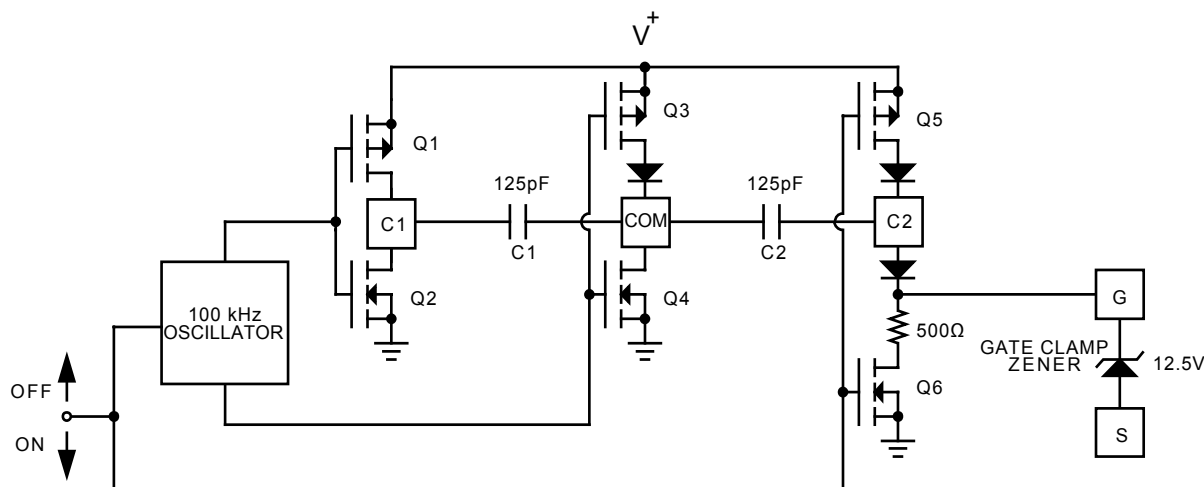 V+
Q1
Q3
Q5
125pF
125pF
C1
COM
C2
C1
C2
Q2
Q4
100 kHz
OSCILLATOR
500Ω
G
GATE CLAMP
ZENER
12.5V
OFF
Q6
ON
S